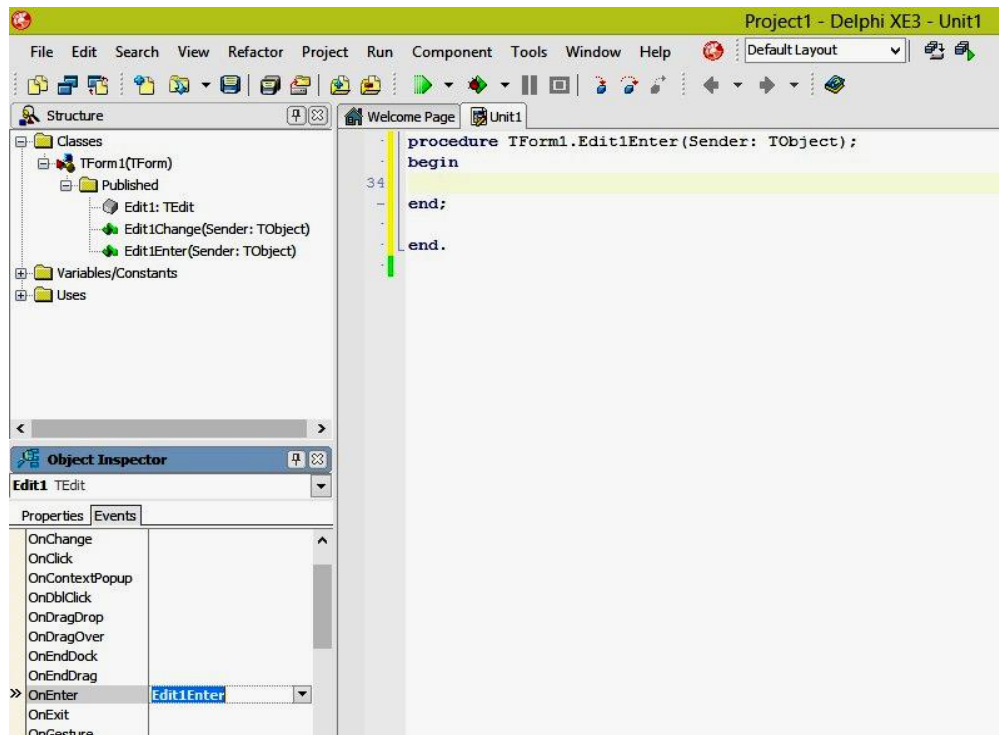 Project1 - Delphi XE3 - Unit1
File Edit Search View Refactor Project Run Component Tools Window Help Default Layout
Structure
Classes
TForm1(TForm)
Published
Edit1: TEdit
Edit1Change(Sender: TObject)
Edit1Enter(Sender: TObject)
Variables/Constants
Uses
Welcome Page Unit1
procedure TForm1.Edit1Enter(Sender: TObject);
begin
34
end;
end.
Object Inspector
Edit1 TEdit
Properties Events
OnChange
OnClick
OnContextPopup
OnDblClick
OnDragDrop
OnDragOver
OnEndDock
OnEndDrag
OnEnter Edit1Enter
OnExit
OnGesture